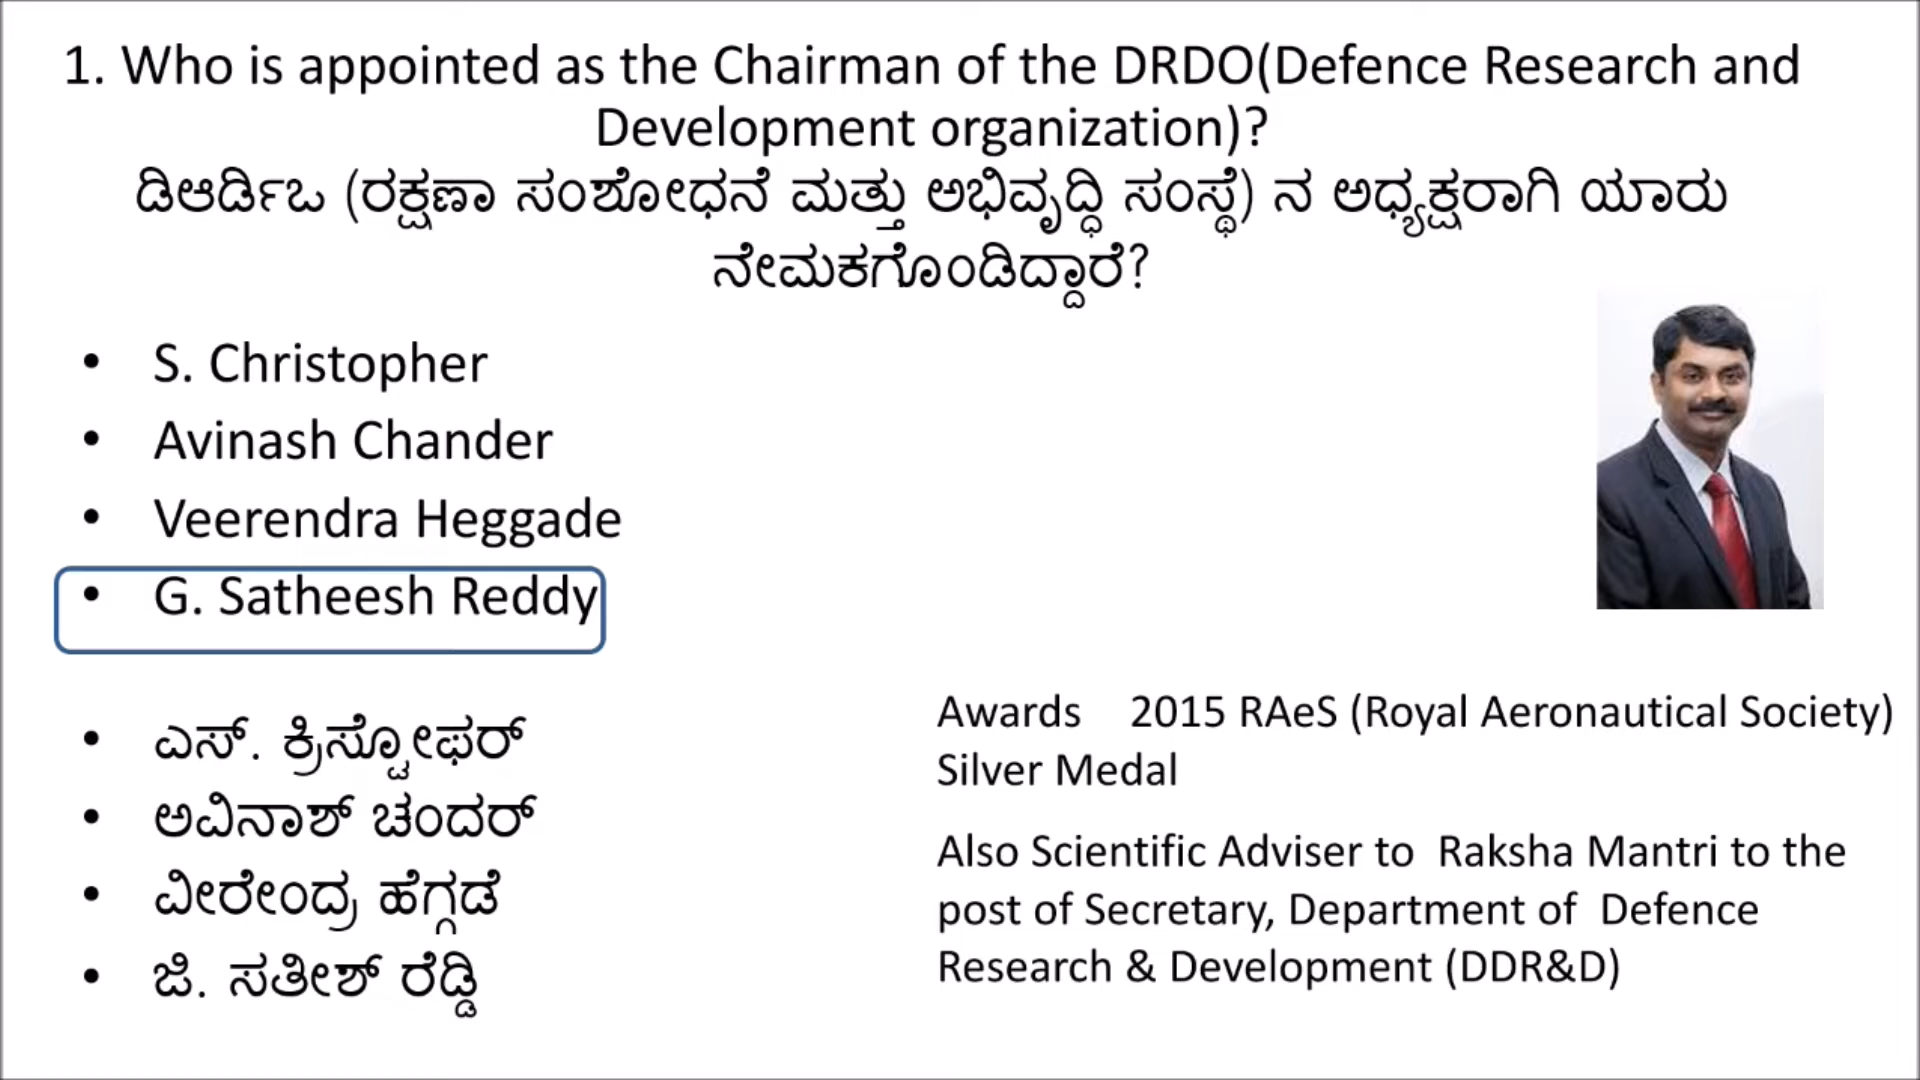 1. Who is appointed as the Chairman of the DRDO(Defence Research and
Development organization)?
ಡಿಆರ್ಡಿಒ (ರಕ್ಷಣಾ ಸಂಶೋಧನೆ ಮತ್ತು ಅಭಿವೃದ್ಧಿ ಸಂಸ್ಥೆ) ನ ಅಧ್ಯಕ್ಷರಾಗಿ ಯಾರು
ನೇಮಕಗೊಂಡಿದ್ದಾರೆ?
• S. Christopher
• Avinash Chander
• Veerendra Heggade
• G. Satheesh Reddy
• ಎಸ್. ಕ್ರಿಸ್ಟೋಫರ್
• ಅವಿನಾಶ್ ಚಂದರ್
• ವೀರೇಂದ್ರ ಹೆಗ್ಗಡೆ
• ಜಿ. ಸತೀಶ್ ರೆಡ್ಡಿ
Awards 2015 RAeS (Royal Aeronautical Society)
Silver Medal
Also Scientific Adviser to Raksha Mantri to the
post of Secretary, Department of Defence
Research & Development (DDR&D)